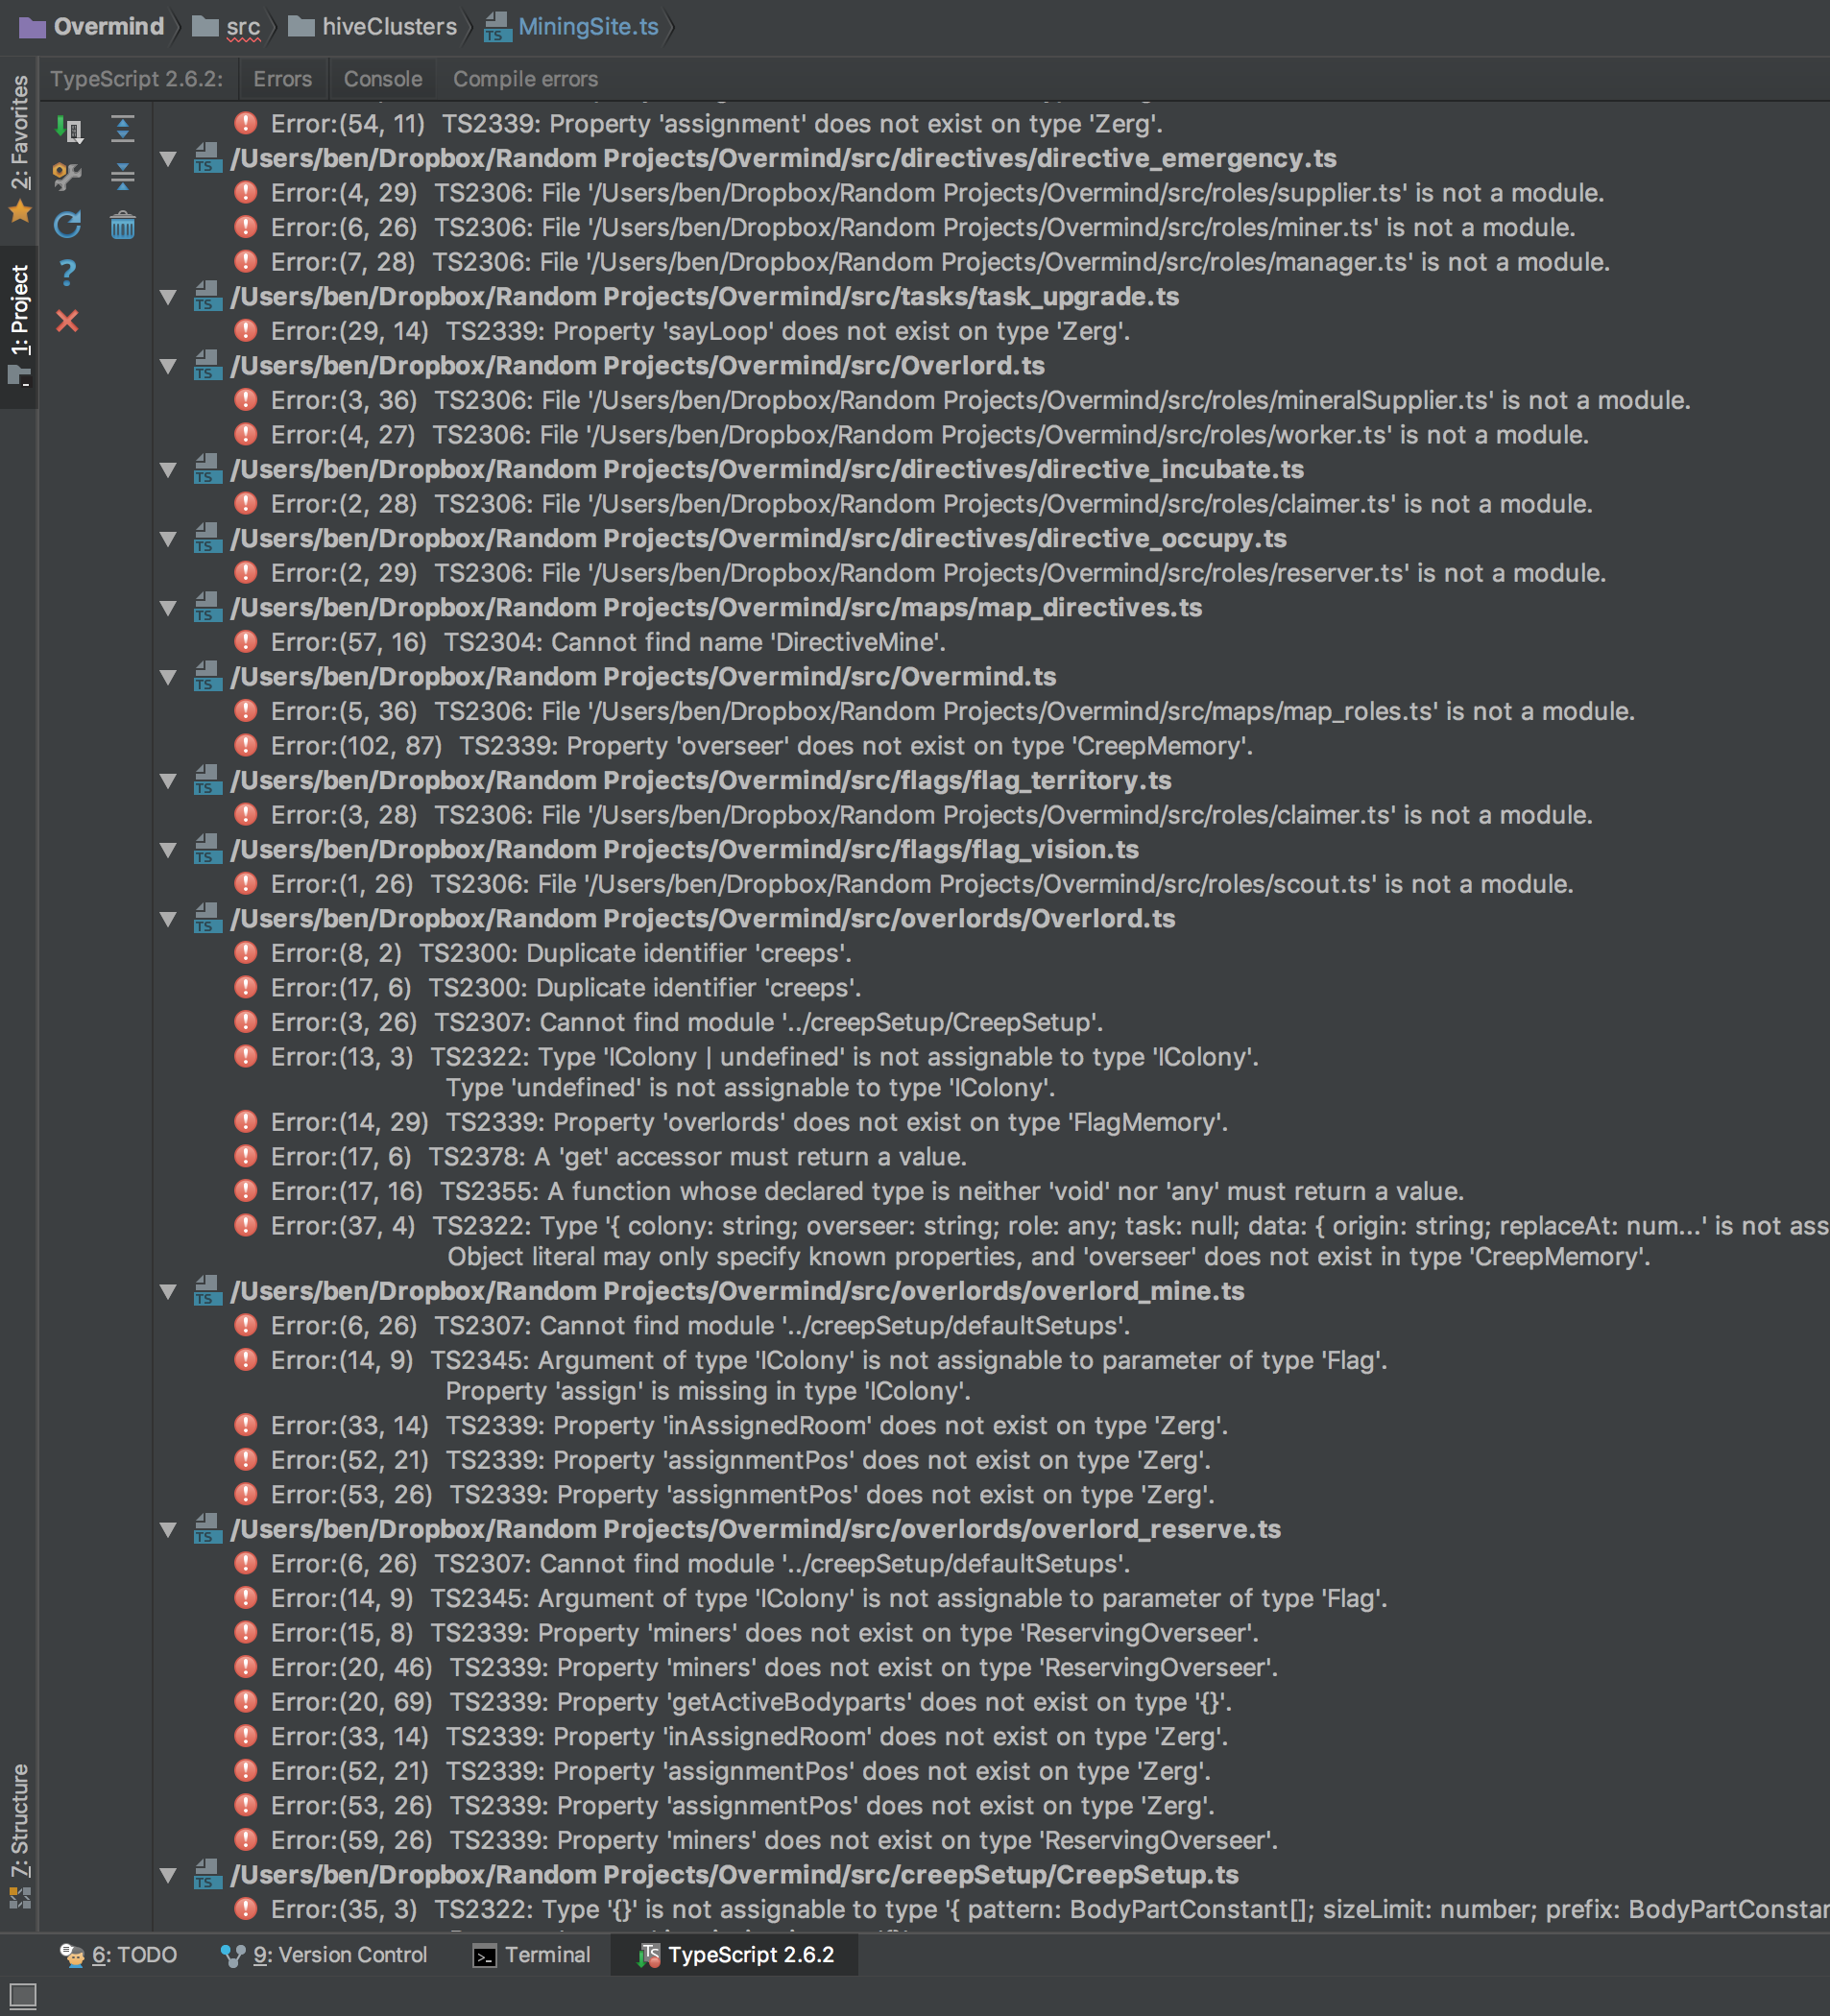 Overmind src hiveClusters MiningSite.ts
TypeScript 2.6.2: Errors Console Compile errors
2: Favorites
1: Project
7: Structure
Error:(54, 11) TS2339: Property 'assignment' does not exist on type 'Zerg'.
/Users/ben/Dropbox/Random Projects/Overmind/src/directives/directive_emergency.ts
Error:(4, 29) TS2306: File '/Users/ben/Dropbox/Random Projects/Overmind/src/roles/supplier.ts' is not a module.
Error:(6, 26) TS2306: File '/Users/ben/Dropbox/Random Projects/Overmind/src/roles/miner.ts' is not a module.
Error:(7, 28) TS2306: File '/Users/ben/Dropbox/Random Projects/Overmind/src/roles/manager.ts' is not a module.
/Users/ben/Dropbox/Random Projects/Overmind/src/tasks/task_upgrade.ts
Error:(29, 14) TS2339: Property 'sayLoop' does not exist on type 'Zerg'.
/Users/ben/Dropbox/Random Projects/Overmind/src/Overlord.ts
Error:(3, 36) TS2306: File '/Users/ben/Dropbox/Random Projects/Overmind/src/roles/mineralSupplier.ts' is not a module.
Error:(4, 27) TS2306: File '/Users/ben/Dropbox/Random Projects/Overmind/src/roles/worker.ts' is not a module.
/Users/ben/Dropbox/Random Projects/Overmind/src/directives/directive_incubate.ts
Error:(2, 28) TS2306: File '/Users/ben/Dropbox/Random Projects/Overmind/src/roles/claimer.ts' is not a module.
/Users/ben/Dropbox/Random Projects/Overmind/src/directives/directive_occupy.ts
Error:(2, 29) TS2306: File '/Users/ben/Dropbox/Random Projects/Overmind/src/roles/reserver.ts' is not a module.
/Users/ben/Dropbox/Random Projects/Overmind/src/maps/map_directives.ts
Error:(57, 16) TS2304: Cannot find name 'DirectiveMine'.
/Users/ben/Dropbox/Random Projects/Overmind/src/Overmind.ts
Error:(5, 36) TS2306: File '/Users/ben/Dropbox/Random Projects/Overmind/src/maps/map_roles.ts' is not a module.
Error:(102, 87) TS2339: Property 'overseer' does not exist on type 'CreepMemory'.
/Users/ben/Dropbox/Random Projects/Overmind/src/flags/flag_territory.ts
Error:(3, 28) TS2306: File '/Users/ben/Dropbox/Random Projects/Overmind/src/roles/claimer.ts' is not a module.
/Users/ben/Dropbox/Random Projects/Overmind/src/flags/flag_vision.ts
Error:(1, 26) TS2306: File '/Users/ben/Dropbox/Random Projects/Overmind/src/roles/scout.ts' is not a module.
/Users/ben/Dropbox/Random Projects/Overmind/src/overlords/Overlord.ts
Error:(8, 2) TS2300: Duplicate identifier 'creeps'.
Error:(17, 6) TS2300: Duplicate identifier 'creeps'.
Error:(3, 26) TS2307: Cannot find module '../creepSetup/CreepSetup'.
Error:(13, 3) TS2322: Type 'IColony | undefined' is not assignable to type 'IColony'.
Type 'undefined' is not assignable to type 'IColony'.
Error:(14, 29) TS2339: Property 'overlords' does not exist on type 'FlagMemory'.
Error:(17, 6) TS2378: A 'get' accessor must return a value.
Error:(17, 16) TS2355: A function whose declared type is neither 'void' nor 'any' must return a value.
Error:(37, 4) TS2322: Type '{ colony: string; overseer: string; role: any; task: null; data: { origin: string; replaceAt: num...' is not ass
Object literal may only specify known properties, and 'overseer' does not exist in type 'CreepMemory'.
/Users/ben/Dropbox/Random Projects/Overmind/src/overlords/overlord_mine.ts
Error:(6, 26) TS2307: Cannot find module '../creepSetup/defaultSetups'.
Error:(14, 9) TS2345: Argument of type 'IColony' is not assignable to parameter of type 'Flag'.
Property 'assign' is missing in type 'IColony'.
Error:(33, 14) TS2339: Property 'inAssignedRoom' does not exist on type 'Zerg'.
Error:(52, 21) TS2339: Property 'assignmentPos' does not exist on type 'Zerg'.
Error:(53, 26) TS2339: Property 'assignmentPos' does not exist on type 'Zerg'.
/Users/ben/Dropbox/Random Projects/Overmind/src/overlords/overlord_reserve.ts
Error:(6, 26) TS2307: Cannot find module '../creepSetup/defaultSetups'.
Error:(14, 9) TS2345: Argument of type 'IColony' is not assignable to parameter of type 'Flag'.
Error:(15, 8) TS2339: Property 'miners' does not exist on type 'ReservingOverseer'.
Error:(20, 46) TS2339: Property 'miners' does not exist on type 'ReservingOverseer'.
Error:(20, 69) TS2339: Property 'getActiveBodyparts' does not exist on type '{}'.
Error:(33, 14) TS2339: Property 'inAssignedRoom' does not exist on type 'Zerg'.
Error:(52, 21) TS2339: Property 'assignmentPos' does not exist on type 'Zerg'.
Error:(53, 26) TS2339: Property 'assignmentPos' does not exist on type 'Zerg'.
Error:(59, 26) TS2339: Property 'miners' does not exist on type 'ReservingOverseer'.
/Users/ben/Dropbox/Random Projects/Overmind/src/creepSetup/CreepSetup.ts
Error:(35, 3) TS2322: Type '{}' is not assignable to type '{ pattern: BodyPartConstant[]; sizeLimit: number; prefix: BodyPartConstan
6: TODO 9: Version Control Terminal TypeScript 2.6.2